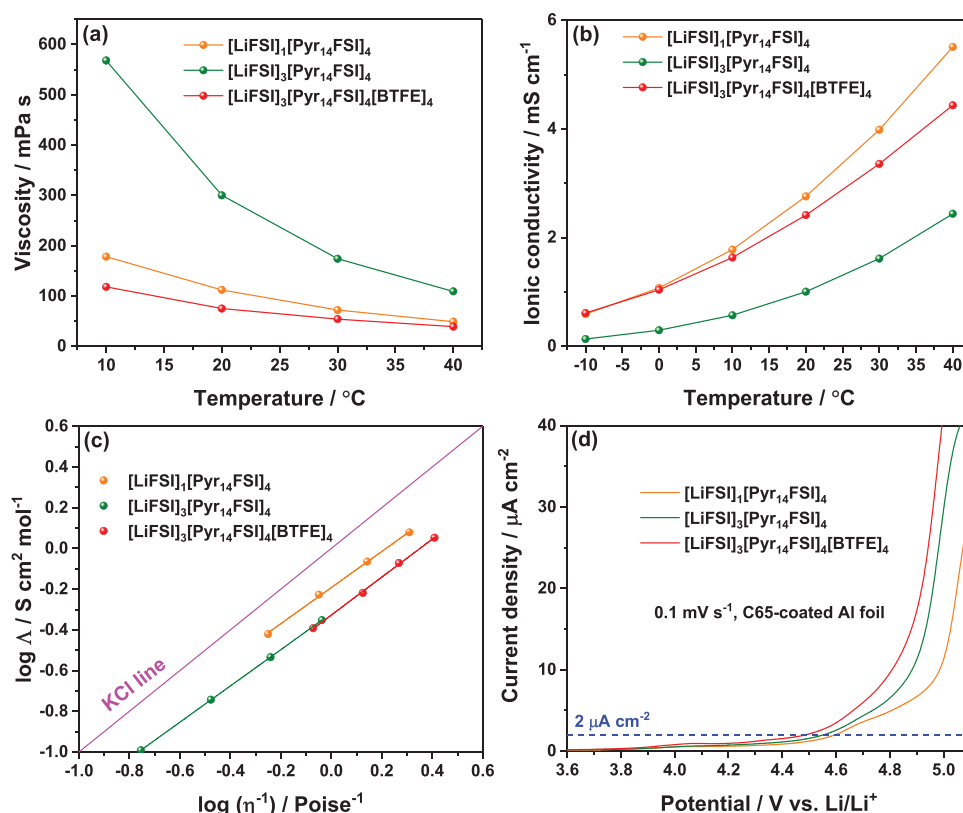 (a)
[LiFSI]₁[Pyr₁₄FSI]₄
[LiFSI]₃[Pyr₁₄FSI]₄
[LiFSI]₃[Pyr₁₄FSI]₄[BTFE]₄
Viscosity / mPa s
600
500
400
300
200
100
0
10 15 20 25 30 35 40
Temperature / °C
(b)
[LiFSI]₁[Pyr₁₄FSI]₄
[LiFSI]₃[Pyr₁₄FSI]₄
[LiFSI]₃[Pyr₁₄FSI]₄[BTFE]₄
Ionic conductivity / mS cm⁻¹
6
4
2
0
-10 -5 0 5 10 15 20 25 30 35 40
Temperature / °C
(c)
[LiFSI]₁[Pyr₁₄FSI]₄
[LiFSI]₃[Pyr₁₄FSI]₄
[LiFSI]₃[Pyr₁₄FSI]₄[BTFE]₄
KCl line
log Λ / S cm² mol⁻¹
0.6
0.4
0.2
0.0
-0.2
-0.4
-0.6
-0.8
-1.0
-1.0 -0.8 -0.6 -0.4 -0.2 0.0 0.2 0.4 0.6
log (η⁻¹) / Poise⁻¹
(d)
[LiFSI]₁[Pyr₁₄FSI]₄
[LiFSI]₃[Pyr₁₄FSI]₄
[LiFSI]₃[Pyr₁₄FSI]₄[BTFE]₄
0.1 mV s⁻¹, C65-coated Al foil
2 μA cm⁻²
Current density / μA cm⁻²
40
30
20
10
0
3.6 4.0 4.2 4.4 4.6 4.8 5.0
Potential / V vs. Li/Li⁺